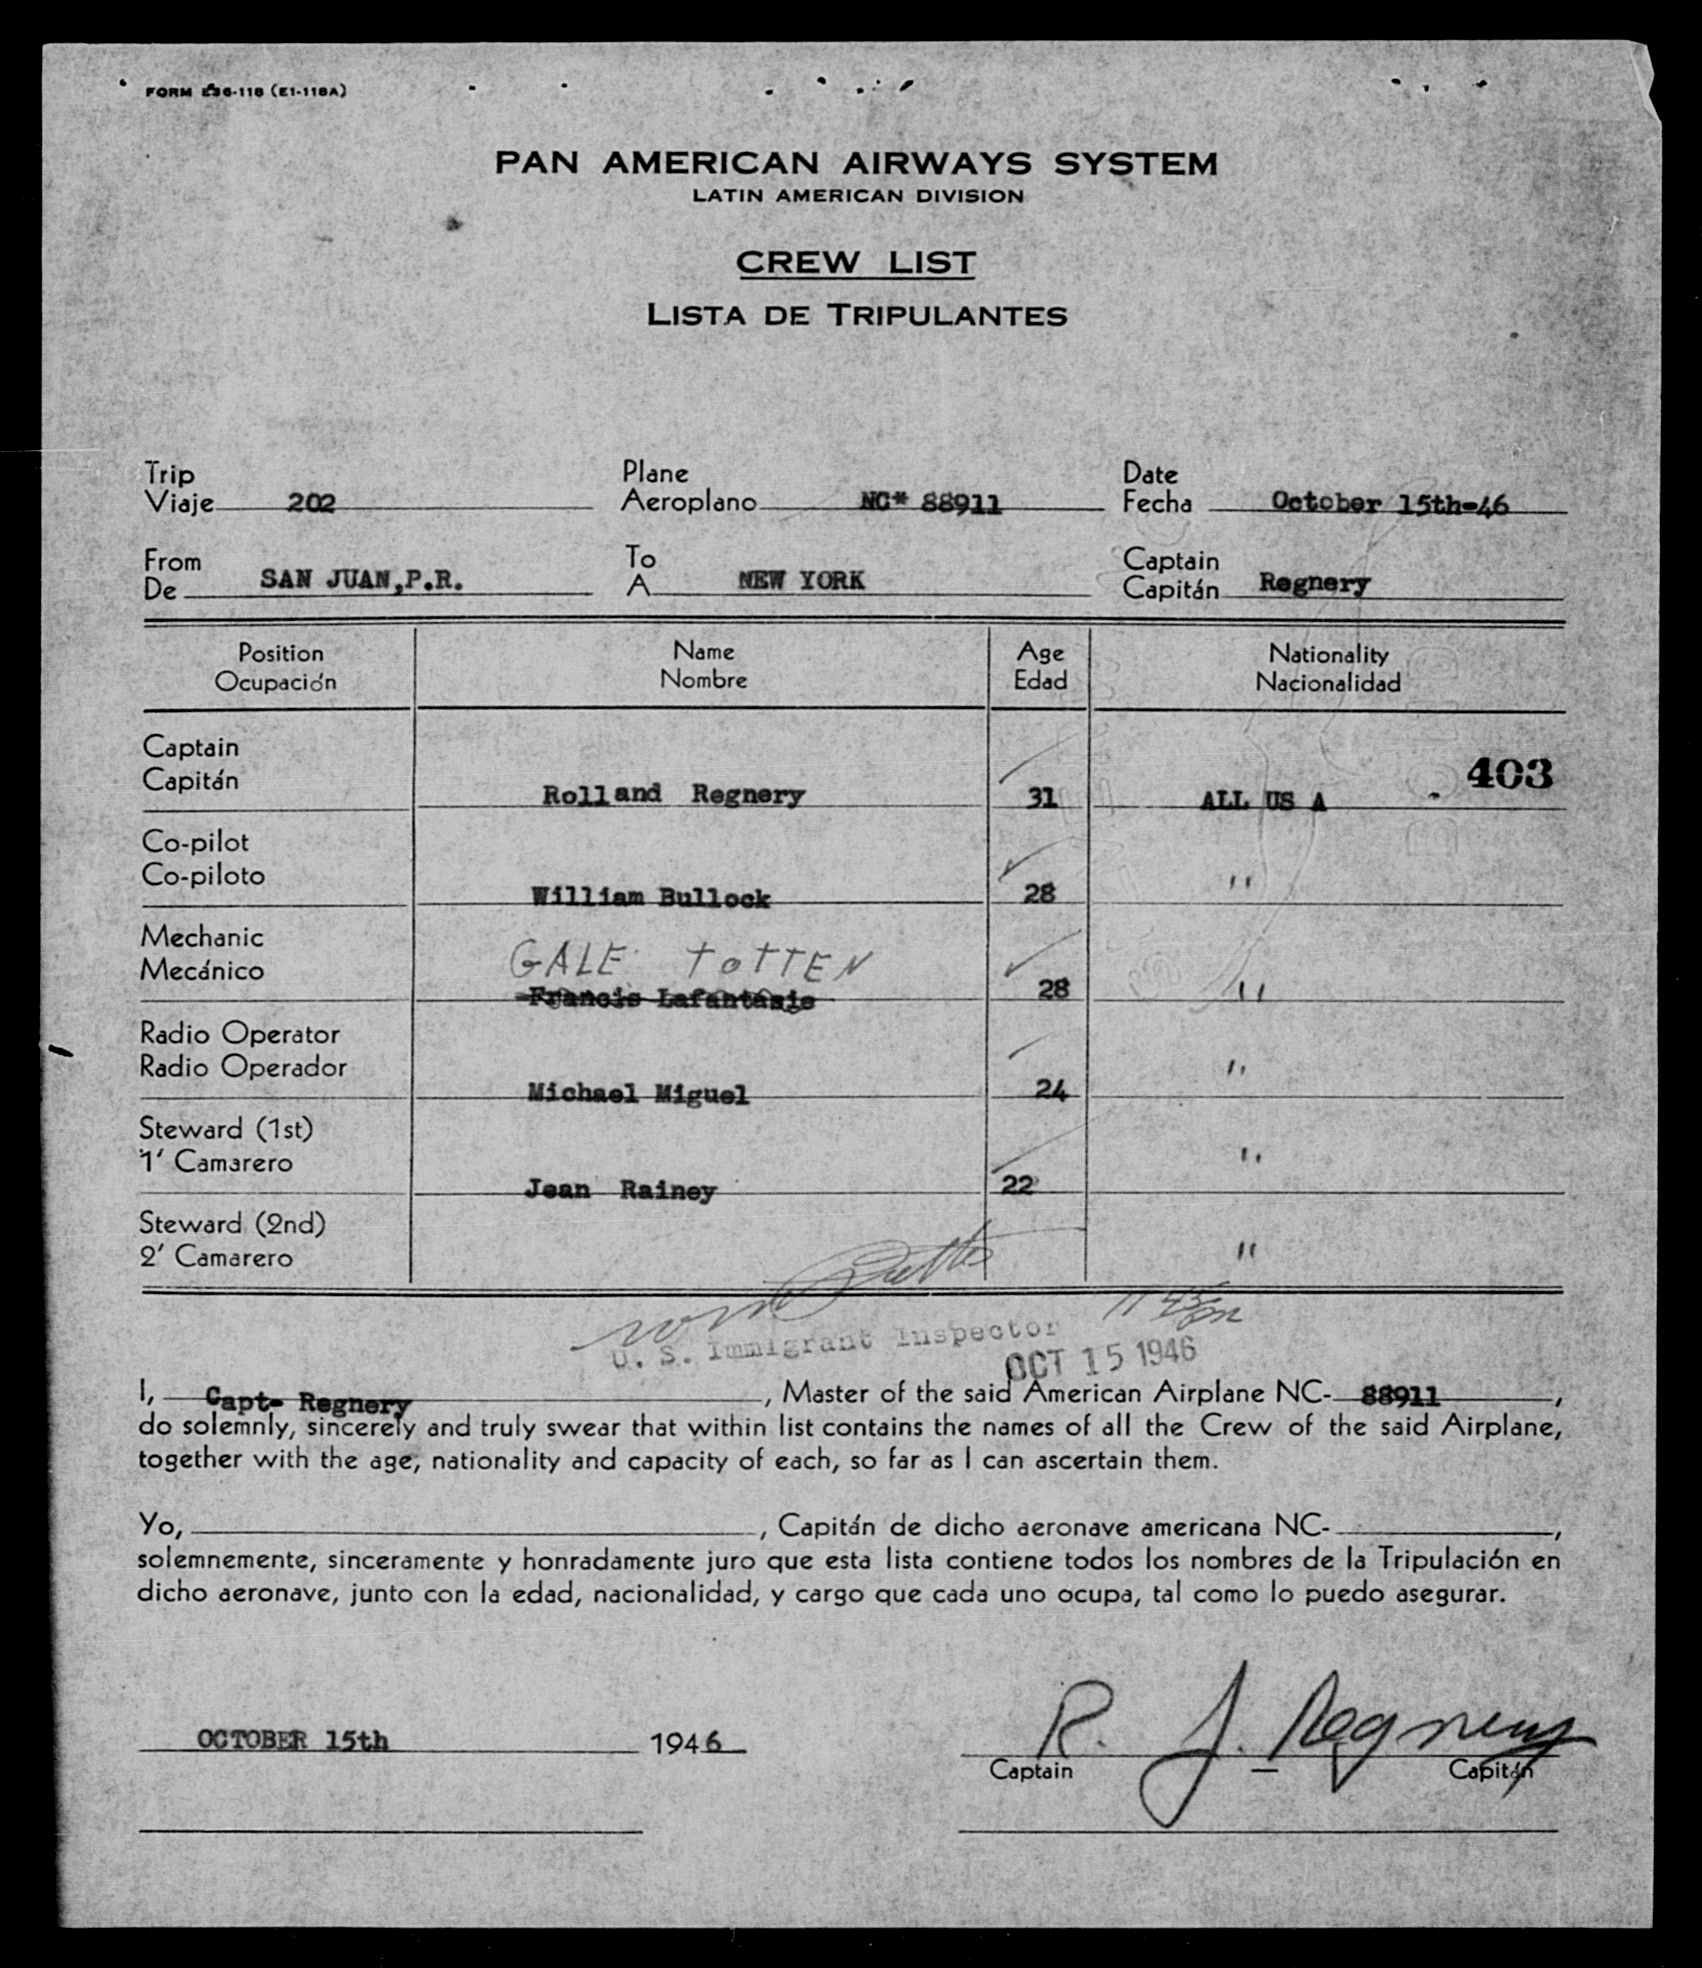 FORM E36-118 (E1-118A)
PAN AMERICAN AIRWAYS SYSTEM
LATIN AMERICAN DIVISION
CREW LIST
LISTA DE TRIPULANTES
Trip Plane Date
Viaje 202 Aeroplano NC* 88911 Fecha October 15th-46
From To Captain
De SAN JUAN,P.R. A NEW YORK Capitán Regnery
Position Name Age Nationality
Ocupación Nombre Edad Nacionalidad
Captain
Capitán Rolland Regnery 31 ALL US A - 403
Co-pilot
Co-piloto William Bullock 28 "
Mechanic GALE TOTTEN
Mecánico Francis Lafantasie 28 "
Radio Operator
Radio Operador Michael Miguel 24 "
Steward (1st)
1' Camarero Jean Rainey 22 "
Steward (2nd)
2' Camarero "
U. S. Immigrant Inspector
OCT 15 1946
I, Capt- Regnery, Master of the said American Airplane NC- 88911,
do solemnly, sincerely and truly swear that within list contains the names of all the Crew of the said Airplane,
together with the age, nationality and capacity of each, so far as I can ascertain them.
Yo, , Capitán de dicho aeronave americana NC- ,
solemnemente, sinceramente y honradamente juro que esta lista contiene todos los nombres de la Tripulación en
dicho aeronave, junto con la edad, nacionalidad, y cargo que cada uno ocupa, tal como lo puedo asegurar.
OCTOBER 15th 1946 R. J. Regnery
Captain — Capitán